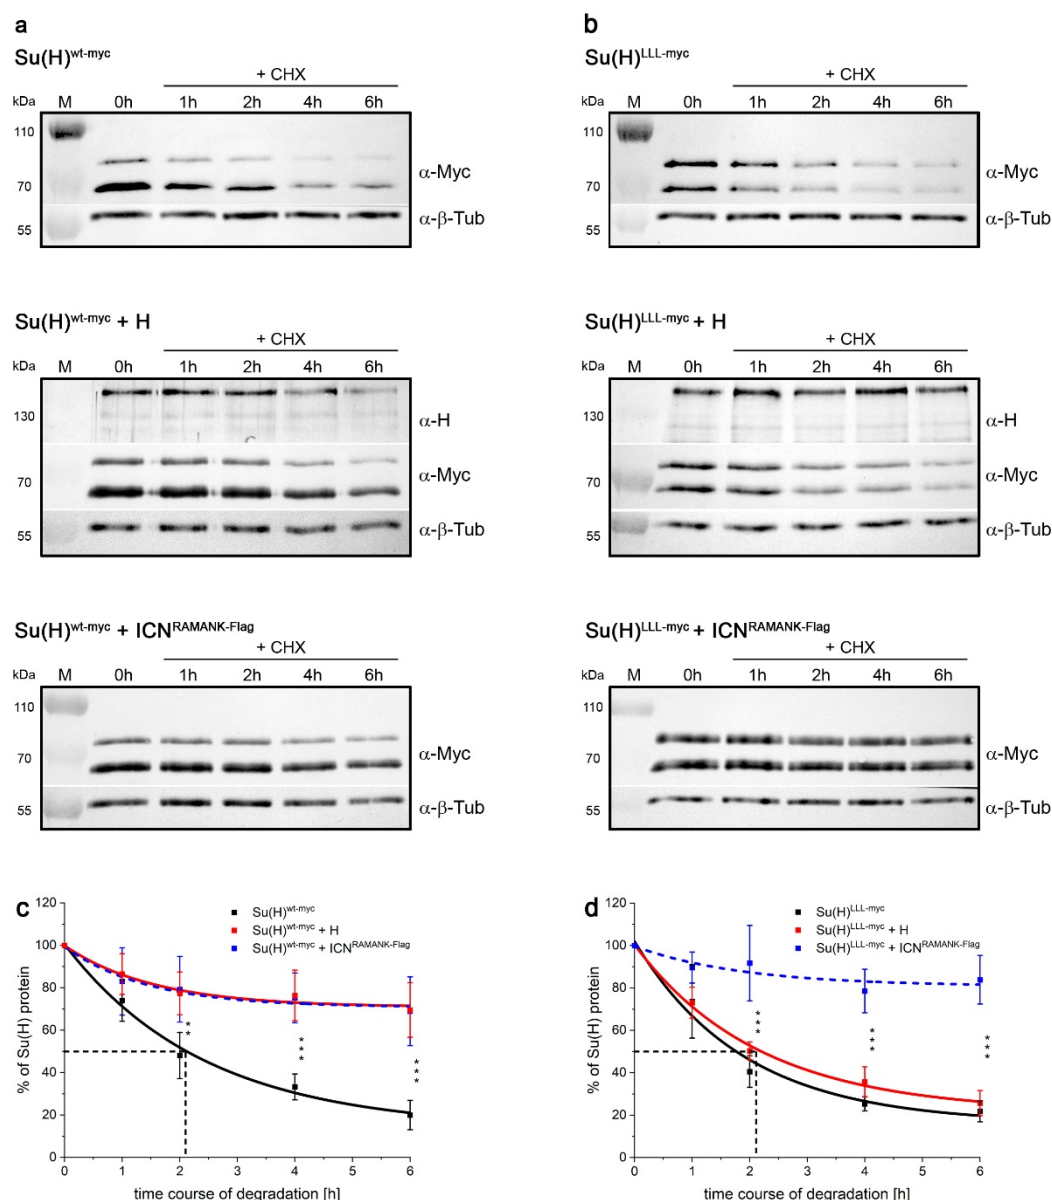 a
Su(H)wt-myc
+ CHX
kDa M 0h 1h 2h 4h 6h
110
α-Myc
70
α-β-Tub
55
Su(H)wt-myc + H
+ CHX
kDa M 0h 1h 2h 4h 6h
130
α-H
α-Myc
70
α-β-Tub
55
Su(H)wt-myc + ICNRAMANK-Flag
+ CHX
kDa M 0h 1h 2h 4h 6h
110
α-Myc
70
α-β-Tub
55
b
Su(H)LLL-myc
+ CHX
kDa M 0h 1h 2h 4h 6h
110
α-Myc
70
α-β-Tub
55
Su(H)LLL-myc + H
+ CHX
kDa M 0h 1h 2h 4h 6h
130
α-H
α-Myc
70
α-β-Tub
55
Su(H)LLL-myc + ICNRAMANK-Flag
+ CHX
kDa M 0h 1h 2h 4h 6h
110
α-Myc
70
α-β-Tub
55
c
% of Su(H) protein
120
100
80
60
40
20
0
Su(H)wt-myc
Su(H)wt-myc + H
Su(H)wt-myc + ICNRAMANK-Flag
**
***
***
0 1 2 3 4 5 6
time course of degradation [h]
d
% of Su(H) protein
120
100
80
60
40
20
0
Su(H)LLL-myc
Su(H)LLL-myc + H
Su(H)LLL-myc + ICNRAMANK-Flag
***
***
***
0 1 2 3 4 5 6
time course of degradation [h]